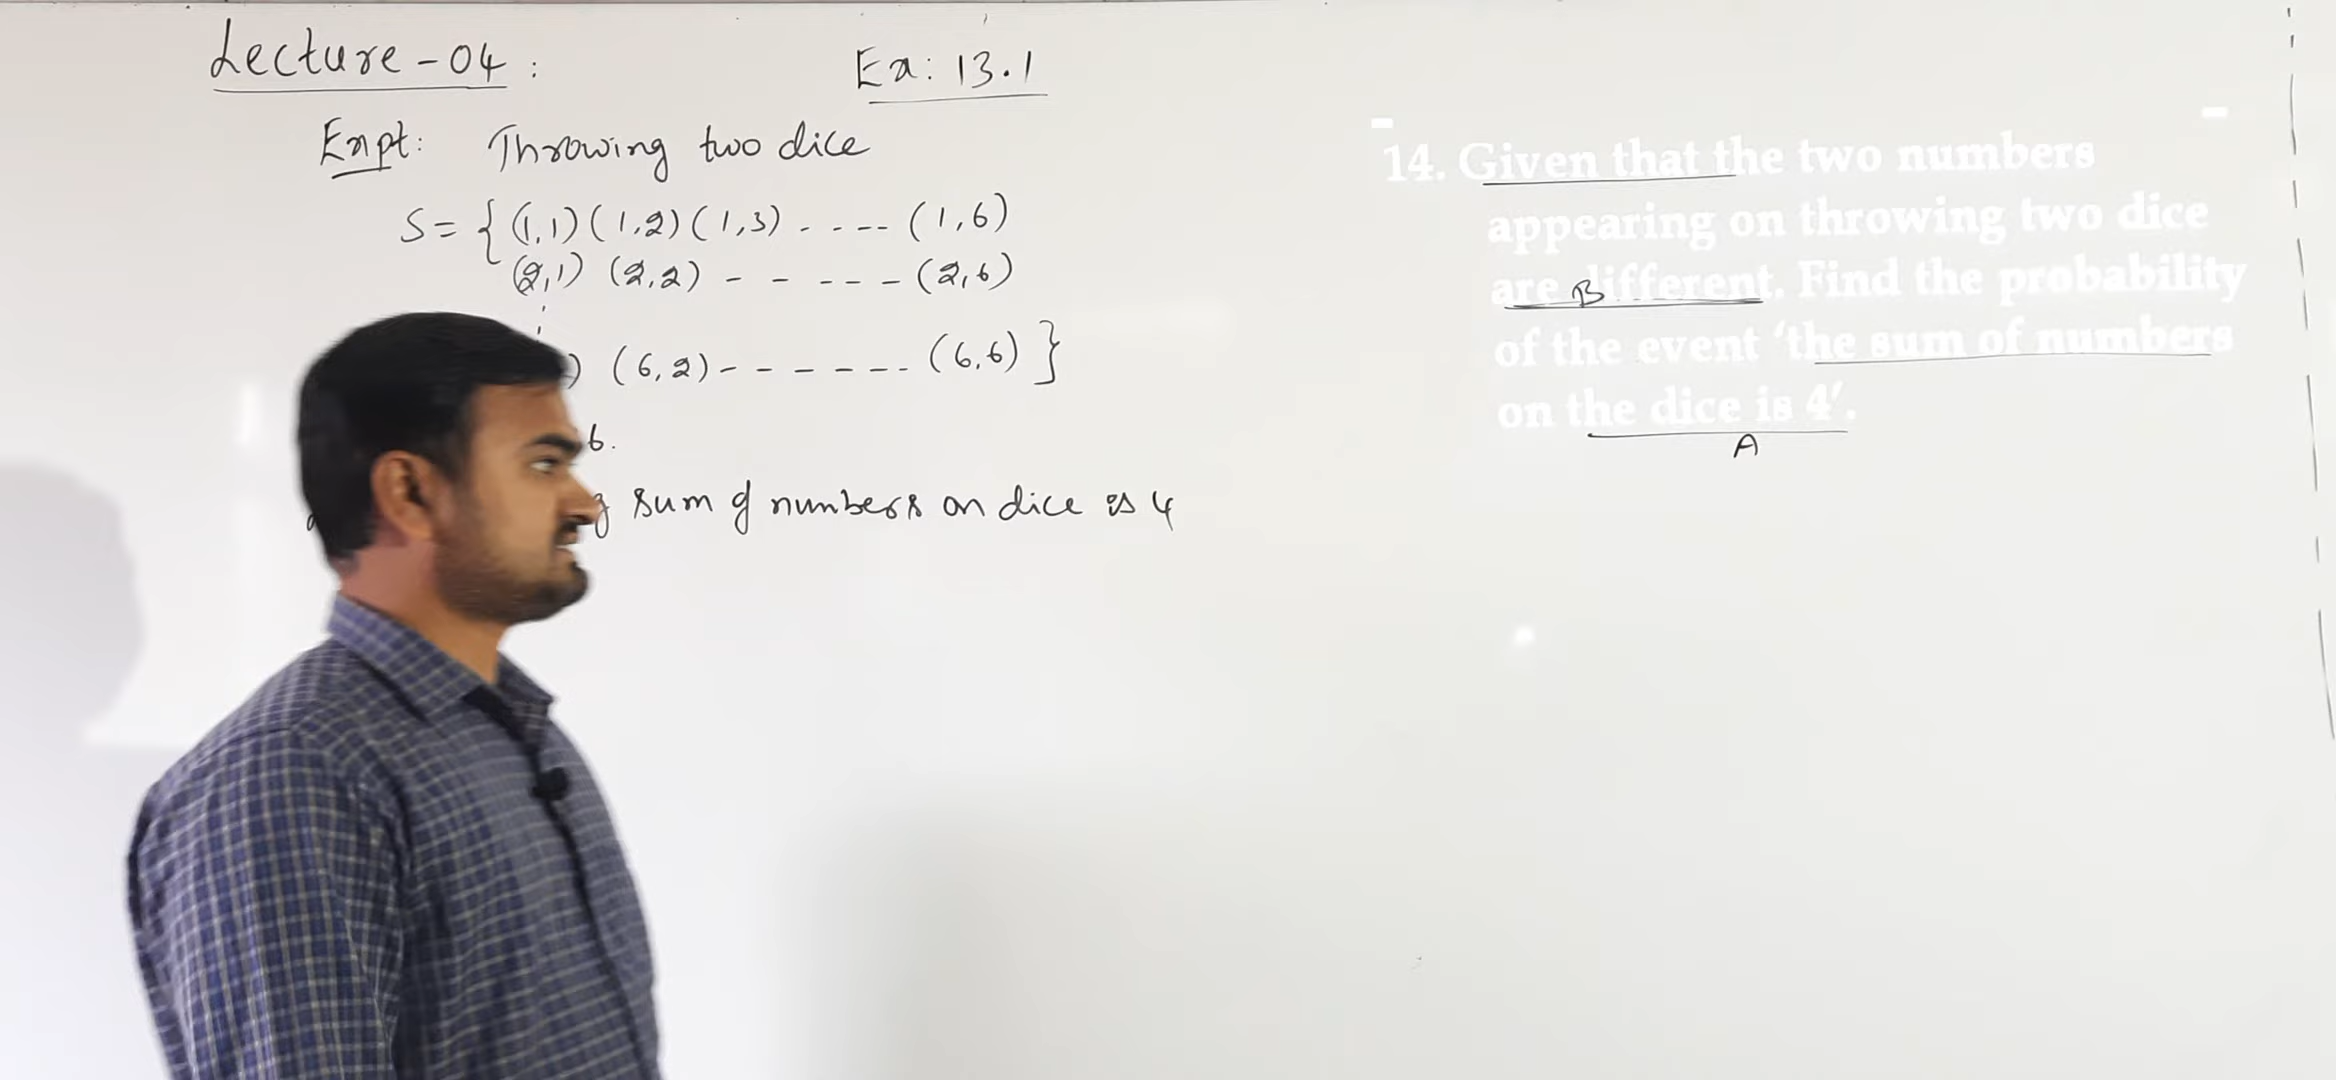 Lecture - 04 :
Ex: 13.1
Expt: Throwing two dice
S = { (1,1) (1,2) (1,3) - - - - - (1,6)
(2,1) (2,2) - - - - - (2,6)
) (6,2) - - - - - - - (6,6) }
6.
sum of numbers on dice is 4
14. Given that the two numbers
appearing on throwing two dice
are different. Find the probability
B
of the event ‘the sum of numbers
on the dice is 4’.
A